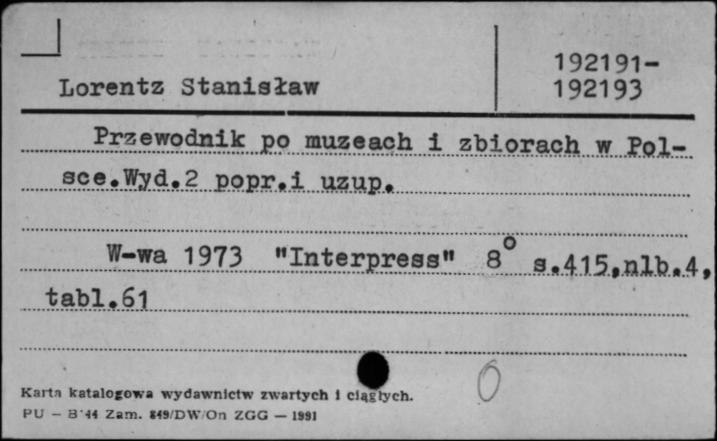 192191-
Lorentz Stanisław 192193
Przewodnik po muzeach i zbiorach w Pol-
sce.Wyd.2 popr.i uzup.
W-wa 1973 "Interpress" 8° s.415,nlb.4,
tabl.61
0
Karta katalogowa wydawnictw zwartych i ciągłych.
PU — B-44 Zam. 849/DW/On ZGG — 1991